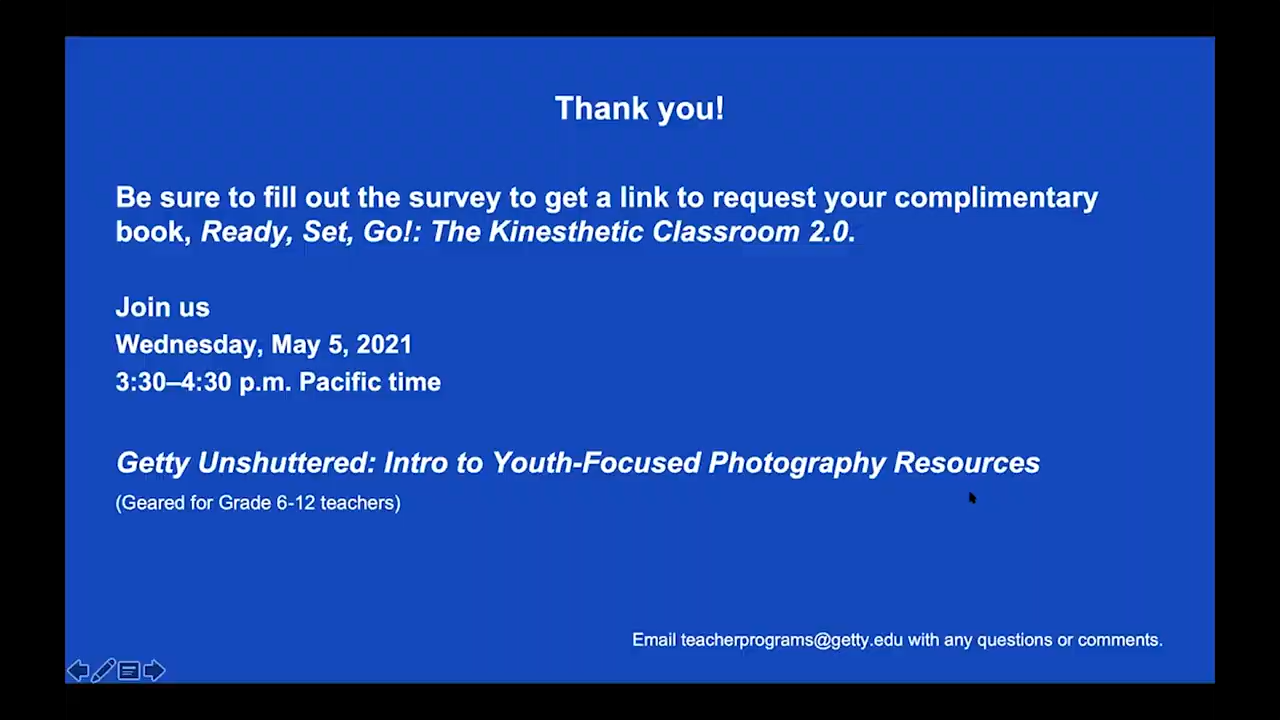 Thank you!
Be sure to fill out the survey to get a link to request your complimentary
book, Ready, Set, Go!: The Kinesthetic Classroom 2.0.
Join us
Wednesday, May 5, 2021
3:30–4:30 p.m. Pacific time
Getty Unshuttered: Intro to Youth-Focused Photography Resources
(Geared for Grade 6-12 teachers)
Email teacherprograms@getty.edu with any questions or comments.